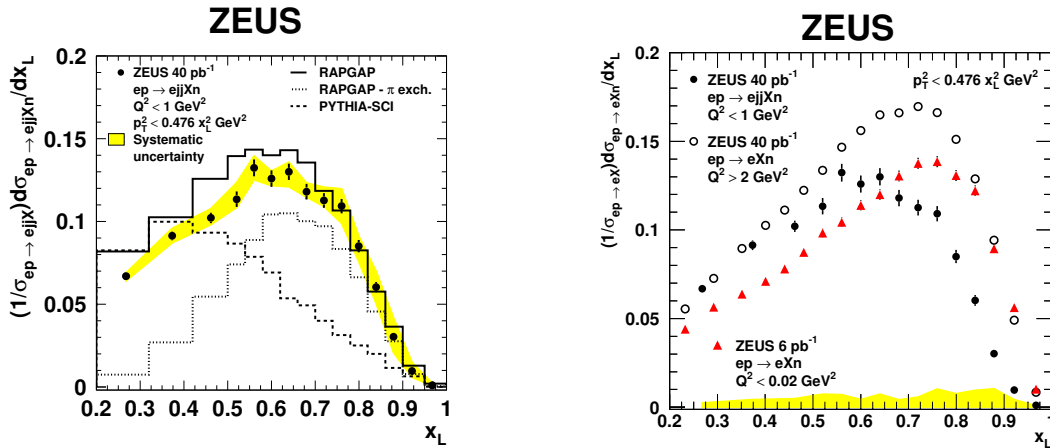 ZEUS
(1/σep → ejjX)dσep → ejjXn/dxL
0.2
0.15
0.1
0.05
0
ZEUS 40 pb-1
ep → ejjXn
Q2 < 1 GeV2
pT2 < 0.476 xL2 GeV2
Systematic
uncertainty
RAPGAP
RAPGAP - π exch.
PYTHIA-SCI
0.2 0.3 0.4 0.5 0.6 0.7 0.8 0.9 1
xL
ZEUS
(1/σep → eX)dσep → eXn/dxL
0.2
0.15
0.1
0.05
0
ZEUS 40 pb-1
ep → ejjXn
Q2 < 1 GeV2
pT2 < 0.476 xL2 GeV2
ZEUS 40 pb-1
ep → eXn
Q2 > 2 GeV2
ZEUS 6 pb-1
ep → eXn
Q2 < 0.02 GeV2
0.2 0.3 0.4 0.5 0.6 0.7 0.8 0.9 1
xL